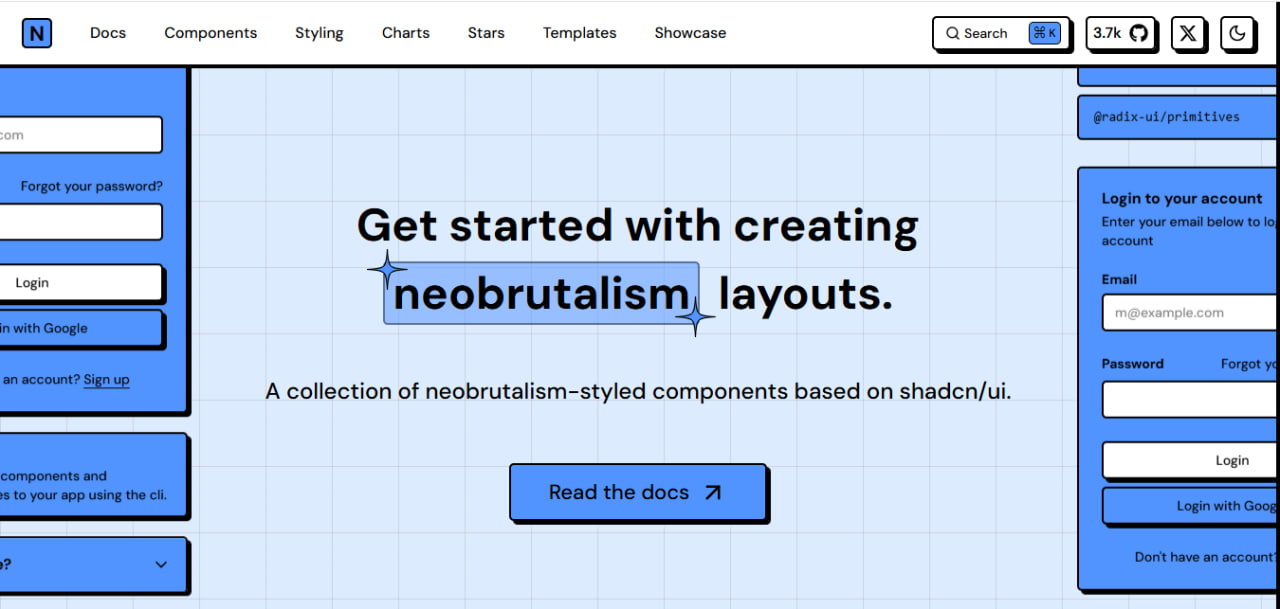 N
Docs
Components
Styling
Charts
Stars
Templates
Showcase
Search
⌘ K
3.7k
com
Forgot your password?
Login
in with Google
an account? Sign up
components and
es to your app using the cli.
e?
Get started with creating
neobrutalism layouts.
A collection of neobrutalism-styled components based on shadcn/ui.
Read the docs
@radix-ui/primitives
Login to your account
Enter your email below to lo
account
Email
m@example.com
Password
Forgot yo
Login
Login with Goog
Don't have an account?